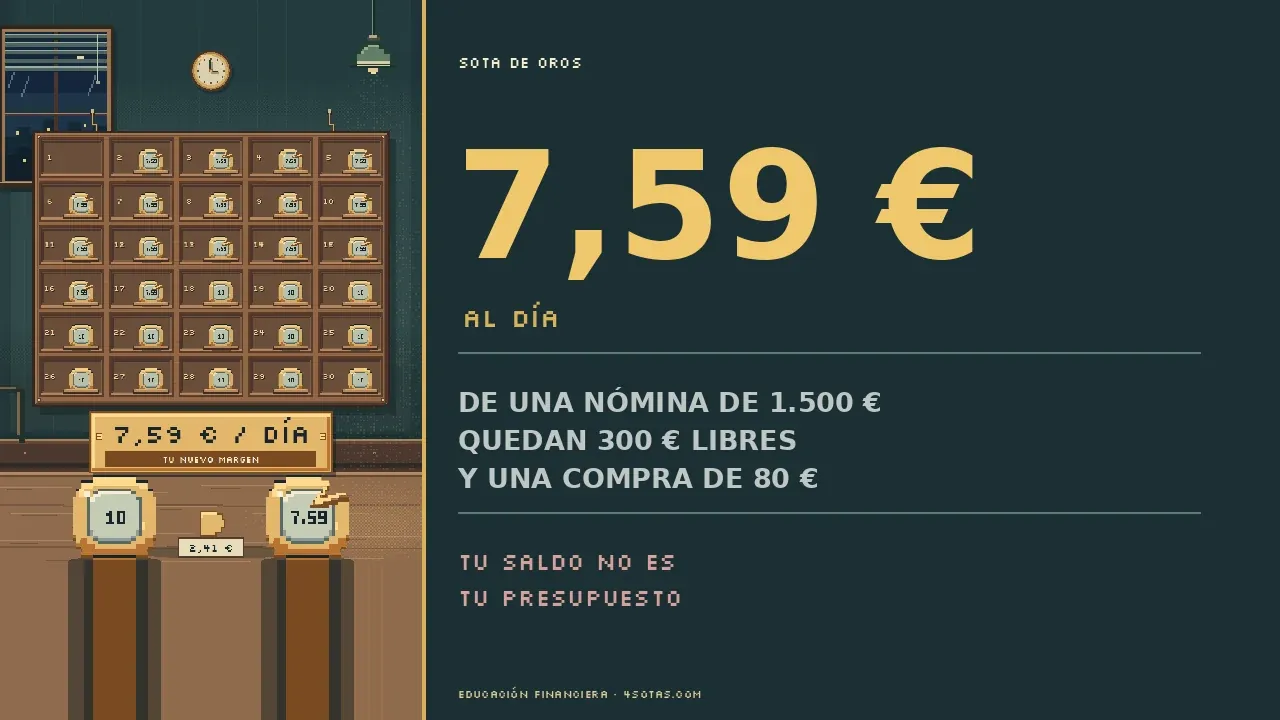 SOTA DE OROS
7,59 €
AL DÍA
DE UNA NÓMINA DE 1.500 €
QUEDAN 300 € LIBRES
Y UNA COMPRA DE 80 €
TU SALDO NO ES
TU PRESUPUESTO
EDUCACIÓN FINANCIERA · 4SOTAS.COM
1 2 3 4 5
6 7 8 9 10
11 12 13 14 15
16 17 18 19 20
21 22 23 24 25
26 27 28 29 30
7,59 € / DÍA
TU NUEVO MARGEN
10
7.59
2,41 €